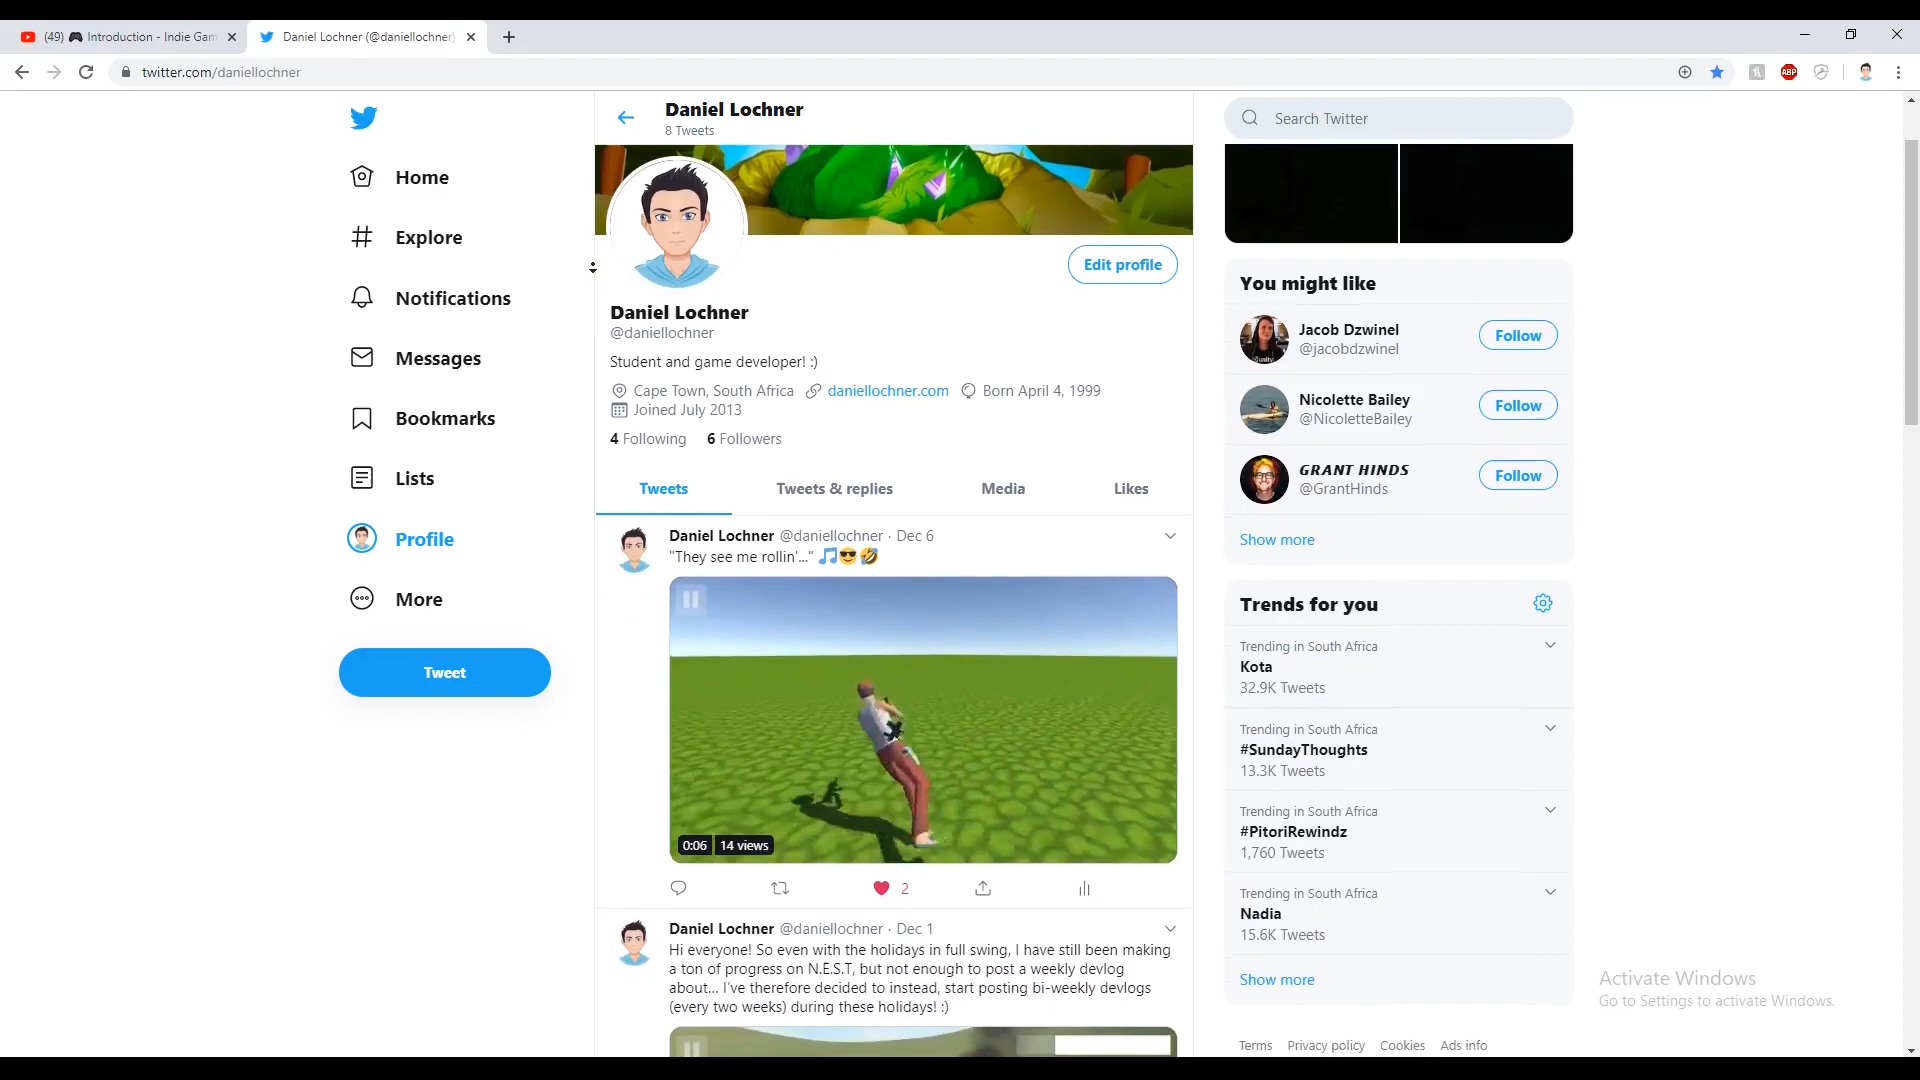 (49) 🎮 Introduction - Indie Gam
Daniel Lochner (@daniellochner)
twitter.com/daniellochner
ABP
Home
Explore
Notifications
Messages
Bookmarks
Lists
Profile
More
Tweet
Daniel Lochner
8 Tweets
Edit profile
Daniel Lochner
@daniellochner
Student and game developer! :)
Cape Town, South Africa daniellochner.com Born April 4, 1999
Joined July 2013
4 Following 6 Followers
Tweets Tweets & replies Media Likes
Daniel Lochner @daniellochner · Dec 6
"They see me rollin'..." 🎵😎🤣
0:06 14 views
2
Daniel Lochner @daniellochner · Dec 1
Hi everyone! So even with the holidays in full swing, I have still been making
a ton of progress on N.E.S.T, but not enough to post a weekly devlog
about... I've therefore decided to instead, start posting bi-weekly devlogs
(every two weeks) during these holidays! :)
Search Twitter
You might like
Jacob Dzwinel
@jacobdzwinel
Follow
Nicolette Bailey
@NicoletteBailey
Follow
GRANT HINDS
@GrantHinds
Follow
Show more
Trends for you
Trending in South Africa
Kota
32.9K Tweets
Trending in South Africa
#SundayThoughts
13.3K Tweets
Trending in South Africa
#PitoriRewindz
1,760 Tweets
Trending in South Africa
Nadia
15.6K Tweets
Show more
Terms Privacy policy Cookies Ads info
Activate Windows
Go to Settings to activate Windows.